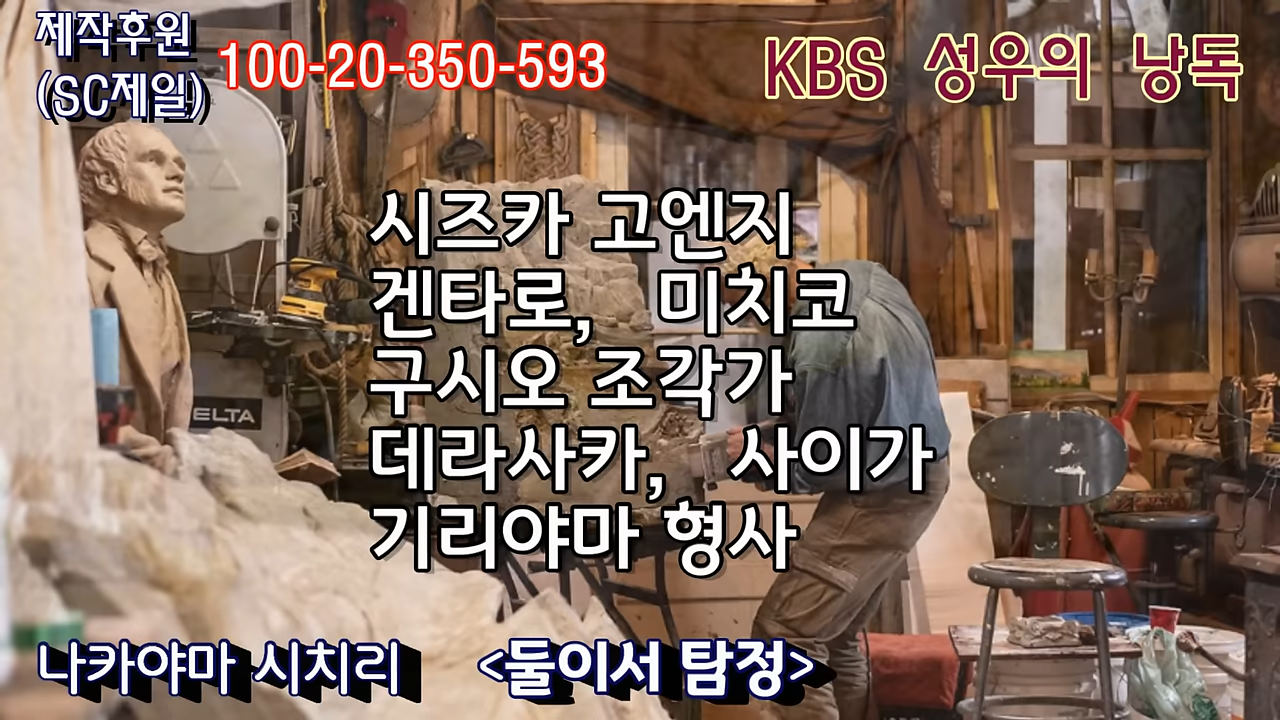 제작후원
(SC제일)
100-20-350-593
KBS 성우의 낭독
시즈카 고엔지
겐타로, 미치코
구시오 조각가
데라사카, 사이가
기리야마 형사
DELTA
나카야마 시치리 <둘이서 탐정>